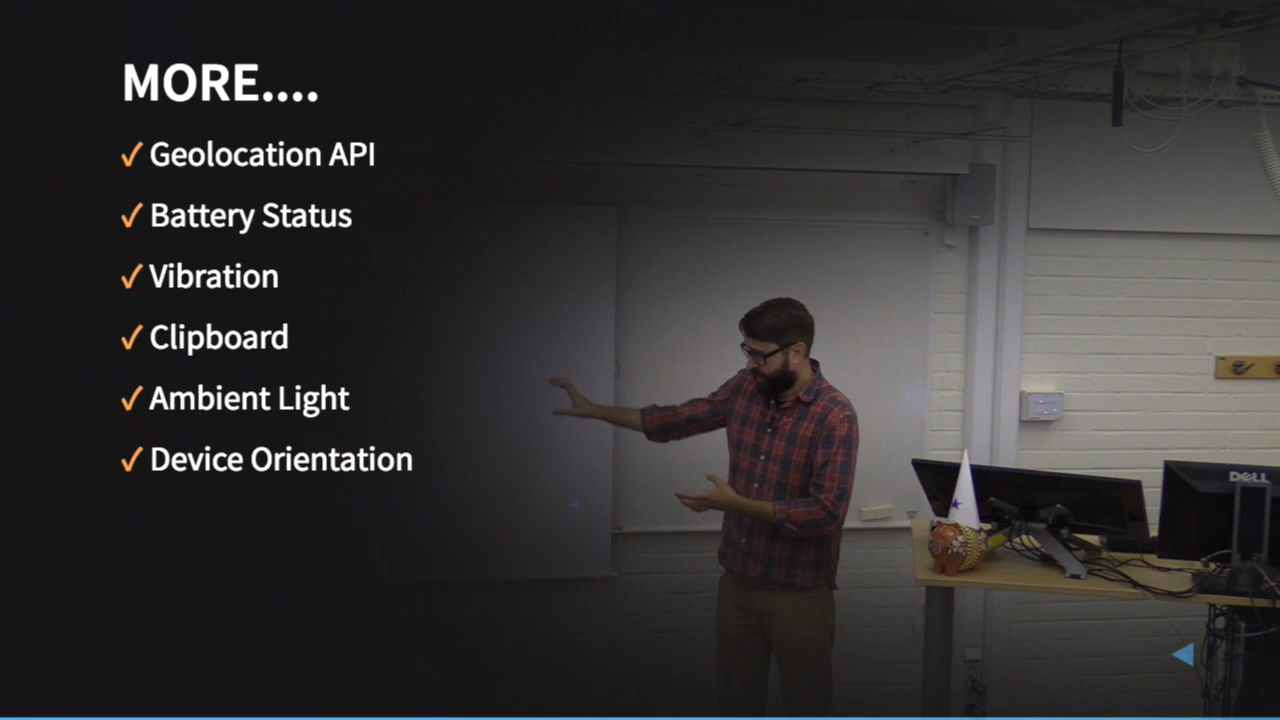 MORE....
✓ Geolocation API
✓ Battery Status
✓ Vibration
✓ Clipboard
✓ Ambient Light
✓ Device Orientation
DELL